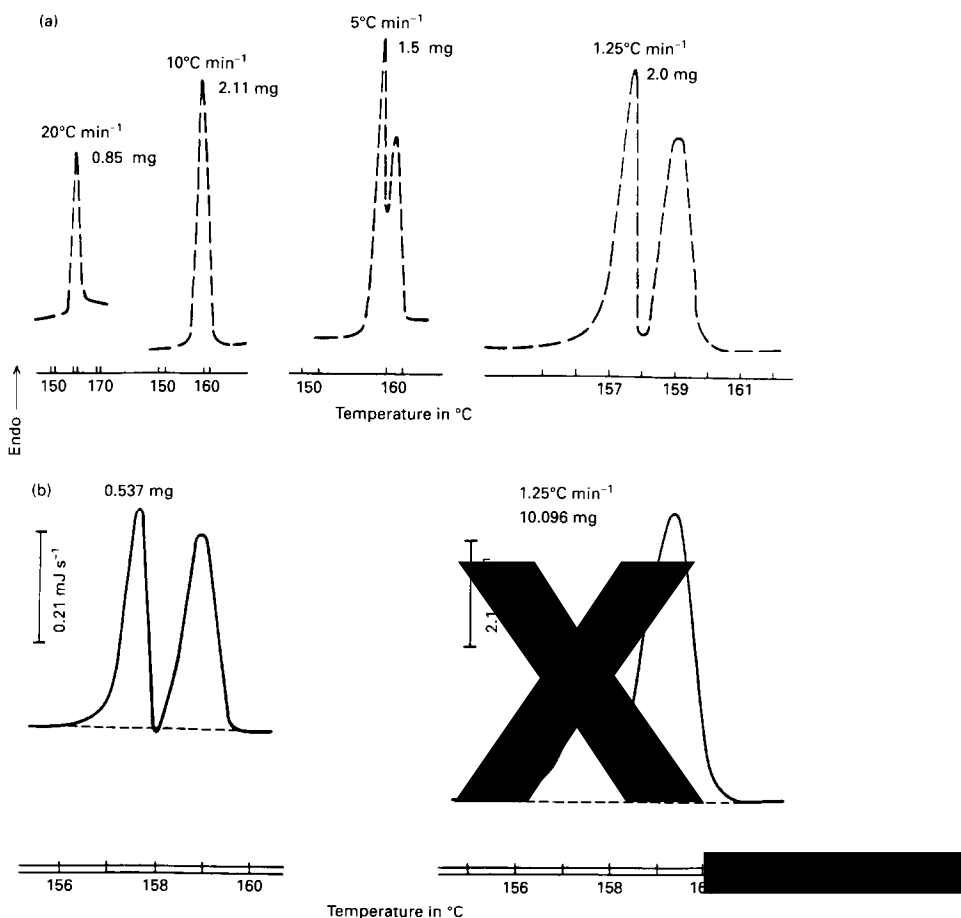 (a)
20°C min⁻¹
0.85 mg
10°C min⁻¹
2.11 mg
5°C min⁻¹
1.5 mg
1.25°C min⁻¹
2.0 mg
150 170 150 160 150 160 157 159 161
Temperature in °C
Endo
(b)
0.537 mg
0.21 mJ s⁻¹
1.25°C min⁻¹
10.096 mg
156 158 160 156 158
Temperature in °C